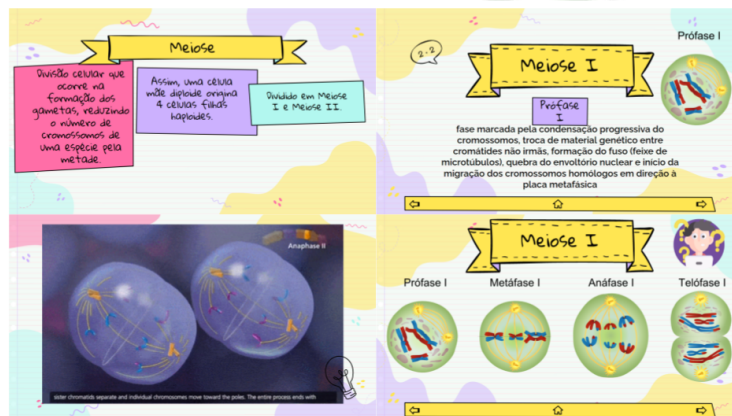 Meiose
Divisão celular que
ocorre na
formação dos
gametas, reduzindo
o número de
cromossomos de
uma espécie pela
metade.
Assim, uma célula
mãe diploide origina
4 células filhas
haploides.
Dividido em Meiose
I e Meiose II.
Prófase I
2.2
Meiose I
Prófase
I
fase marcada pela condensação progressiva do
cromossomos, troca de material genético entre
cromátides não irmãs, formação do fuso (feixe de
microtúbulos), quebra do envoltório nuclear e início da
migração dos cromossomos homólogos em direção à
placa metafásica
Anaphase II
sister chromatids separate and individual chromosomes move toward the poles. The entire process ends with
Meiose I
Prófase I
Metáfase I
Anáfase I
Telófase I